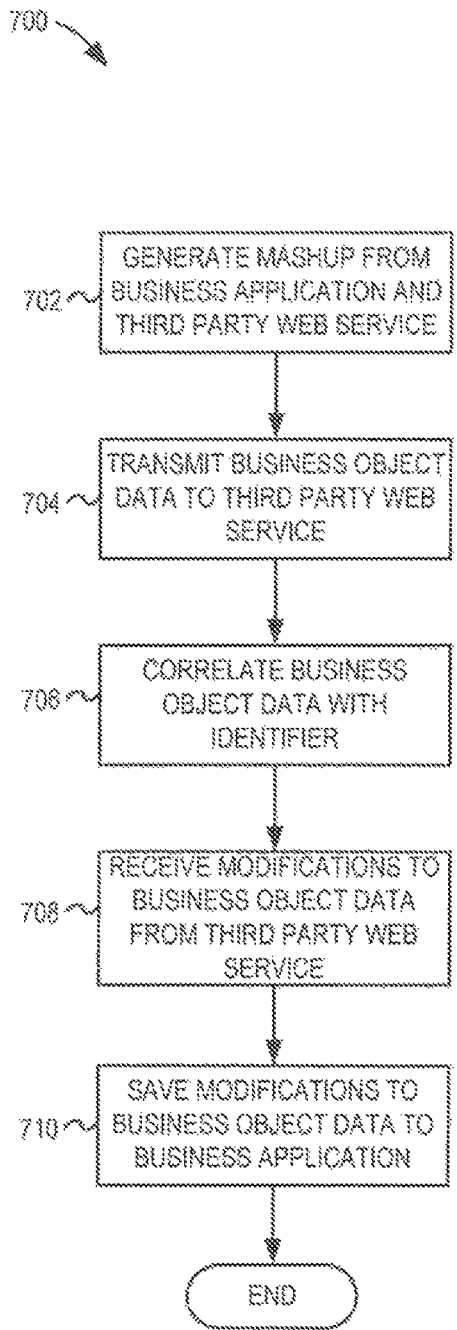 700
GENERATE MASHUP FROM
702
BUSINESS APPLICATION AND
THIRD PARTY WEB SERVICE
TRANSMIT BUSINESS OBJECT
704
DATA TO THIRD PARTY WEB
SERVICE
CORRELATE BUSINESS
706
OBJECT DATA WITH
IDENTIFIER
RECEIVE MODIFICATIONS TO
708
BUSINESS OBJECT DATA
FROM THIRD PARTY WEB
SERVICE
SAVE MODIFICATIONS TO
710
BUSINESS OBJECT DATA TO
BUSINESS APPLICATION
END